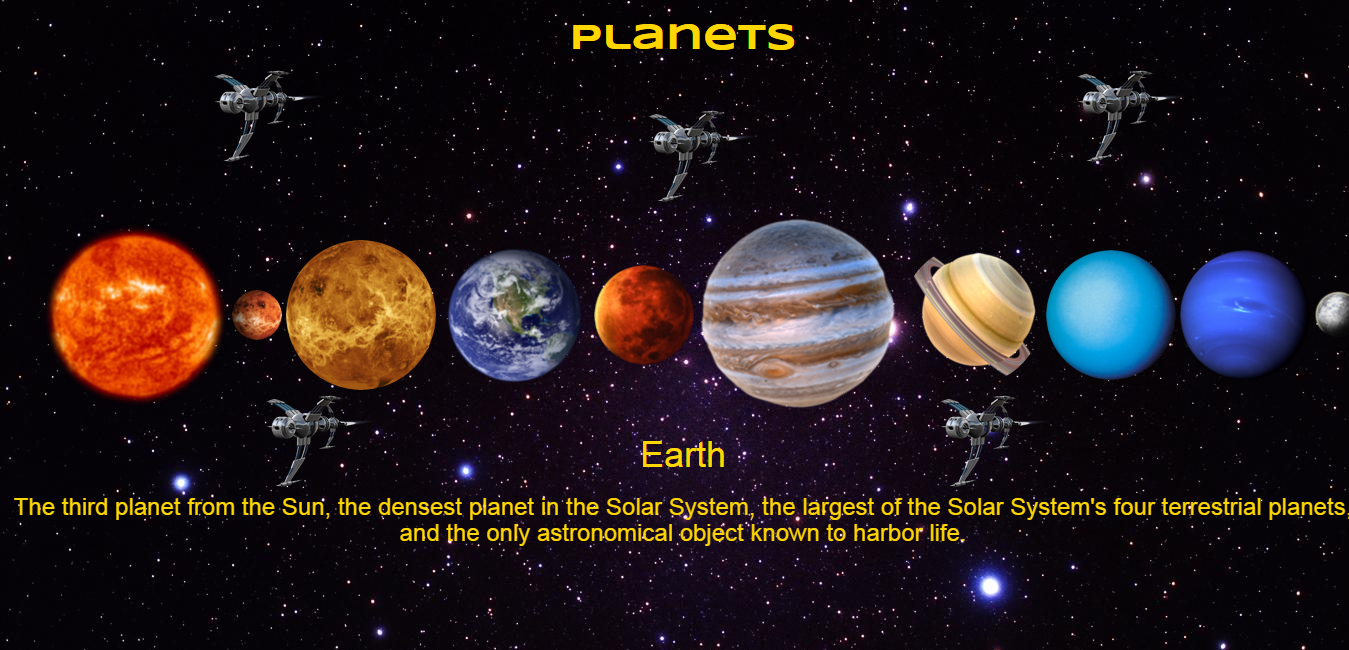 PLaneTS
Earth
The third planet from the Sun, the densest planet in the Solar System, the largest of the Solar System's four terrestrial planets,
and the only astronomical object known to harbor life.